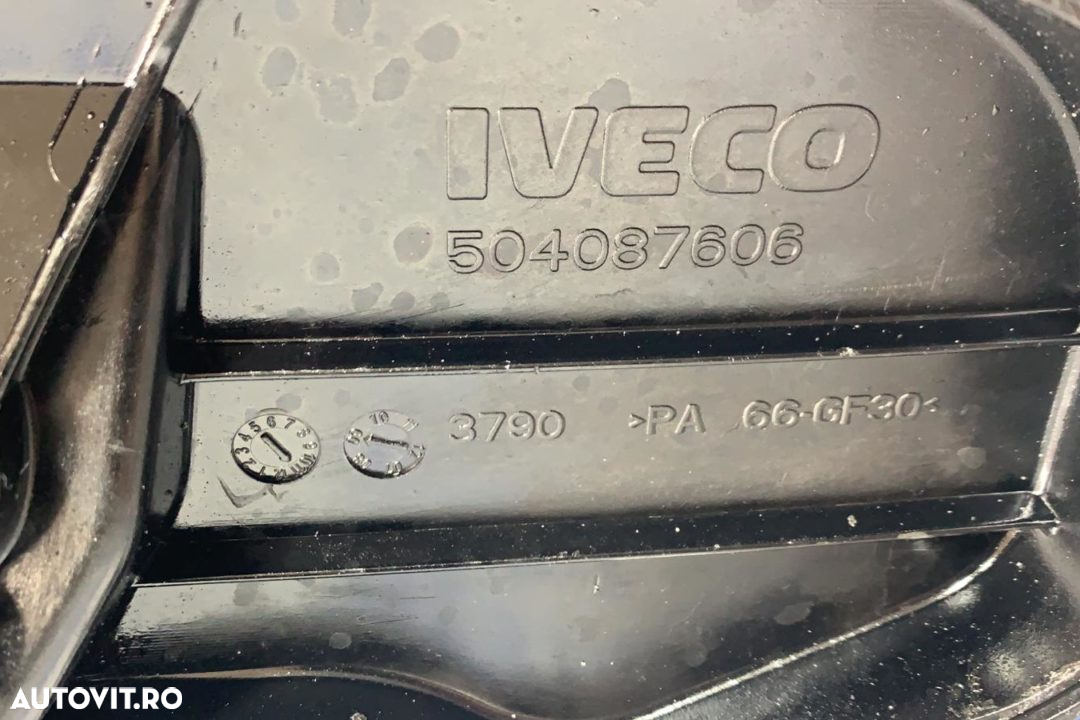 IVECO
504087606
3790 >PA 66-GF30<
AUTOVIT.RO